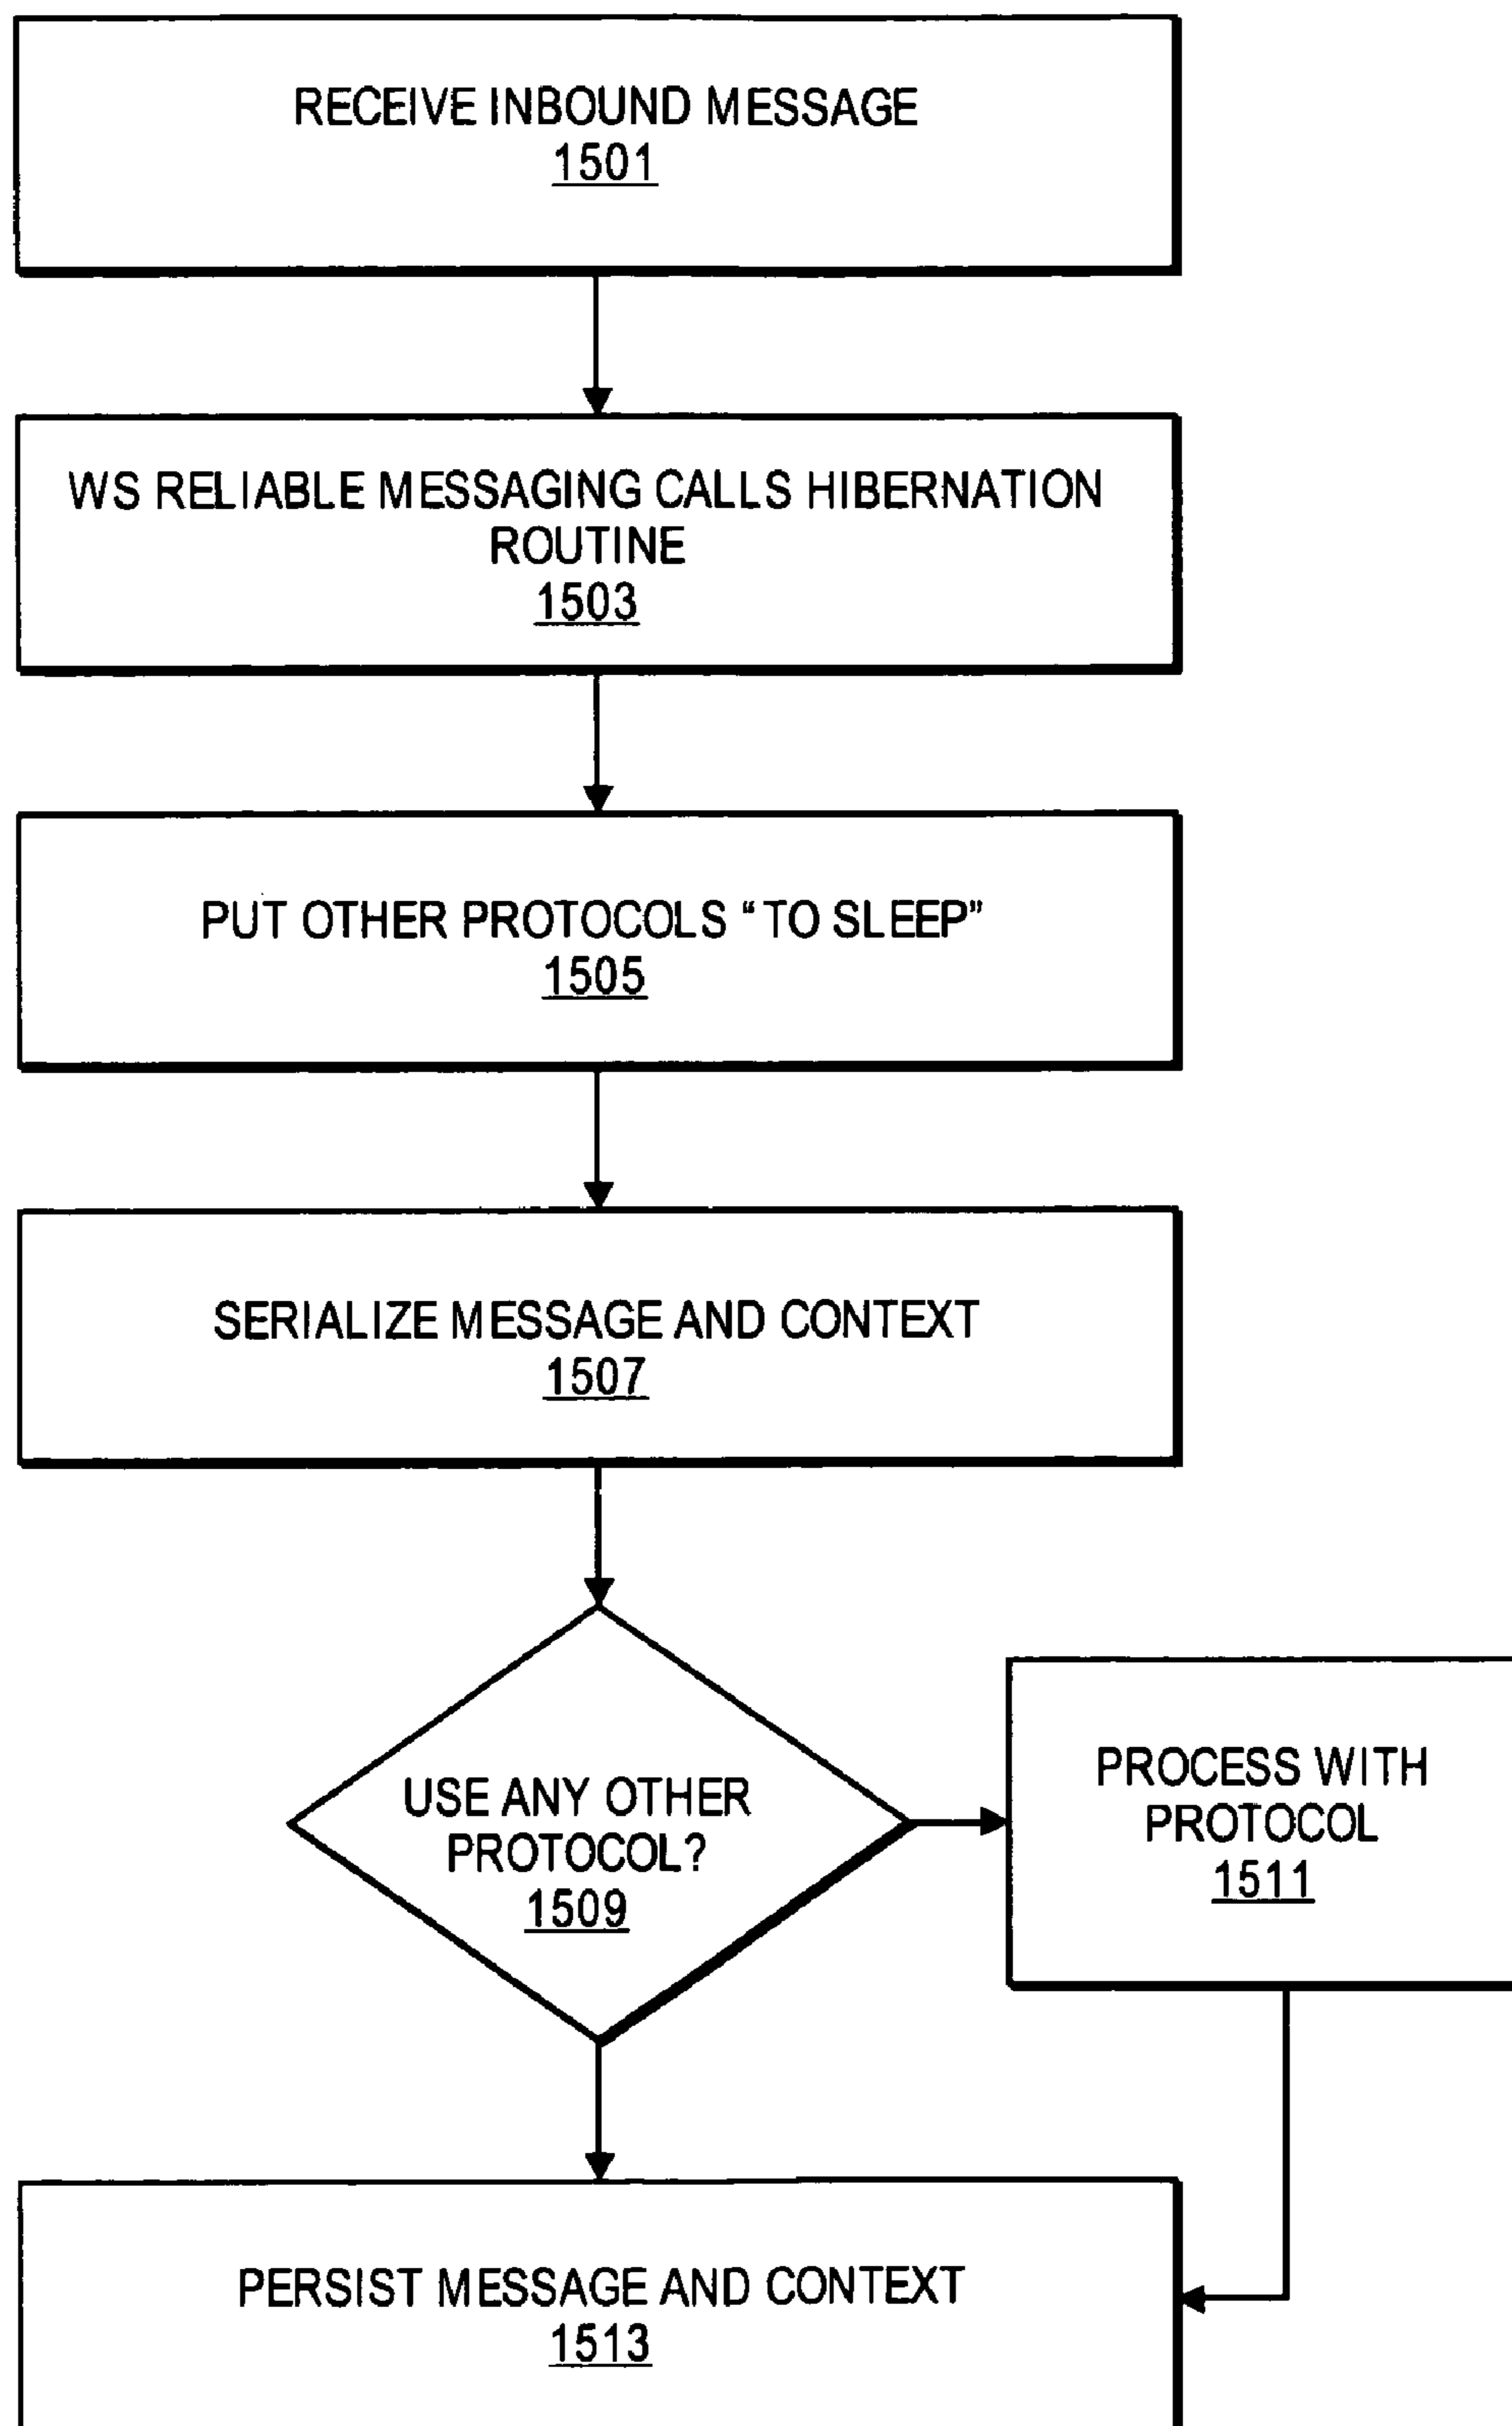 RECEIVE INBOUND MESSAGE
1501
WS RELIABLE MESSAGING CALLS HIBERNATION
ROUTINE
1503
PUT OTHER PROTOCOLS “TO SLEEP”
1505
SERIALIZE MESSAGE AND CONTEXT
1507
USE ANY OTHER
PROTOCOL?
1509
PROCESS WITH
PROTOCOL
1511
PERSIST MESSAGE AND CONTEXT
1513